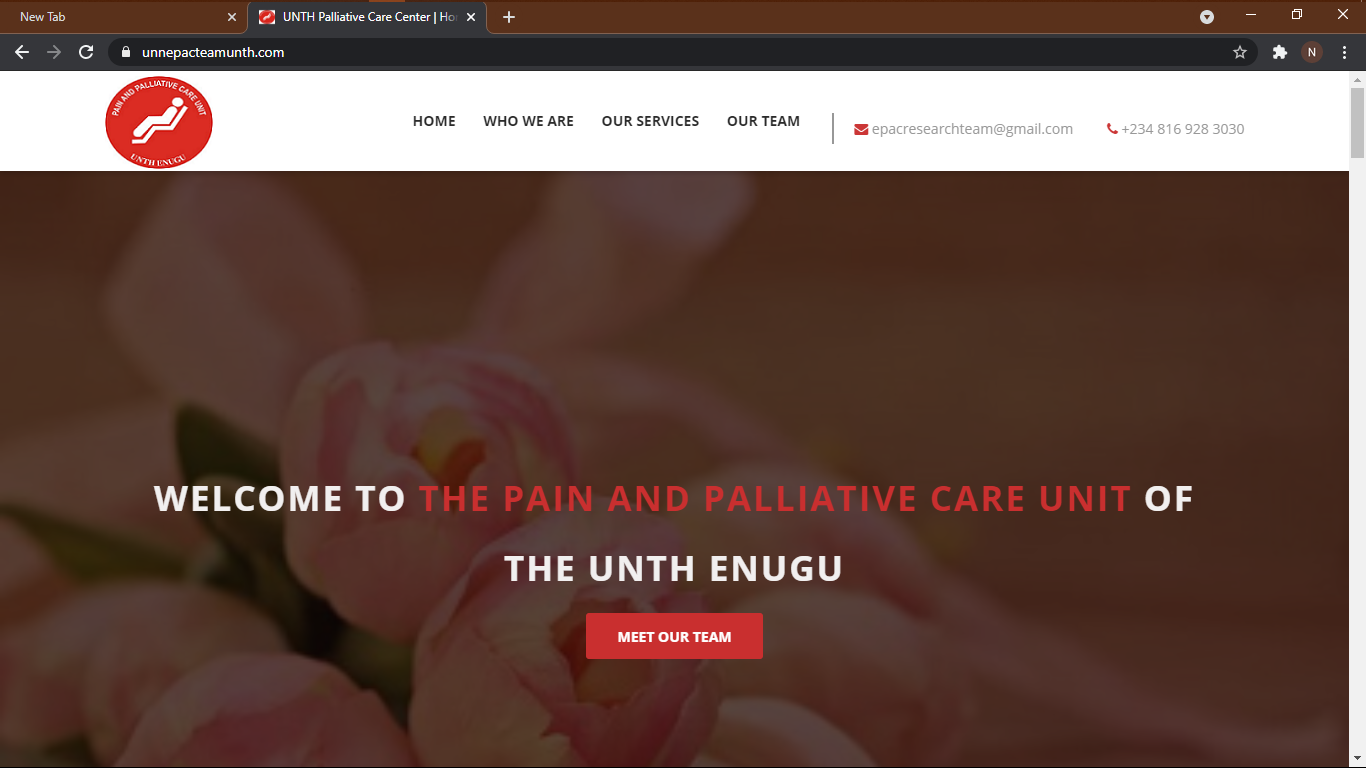 New Tab
UNTH Palliative Care Center | Ho
unnepacteamunth.com
N
PAIN AND PALLIATIVE CARE UNIT
UNTH ENUGU
HOME WHO WE ARE OUR SERVICES OUR TEAM epacresearchteam@gmail.com +234 816 928 3030
WELCOME TO THE PAIN AND PALLIATIVE CARE UNIT OF
THE UNTH ENUGU
MEET OUR TEAM